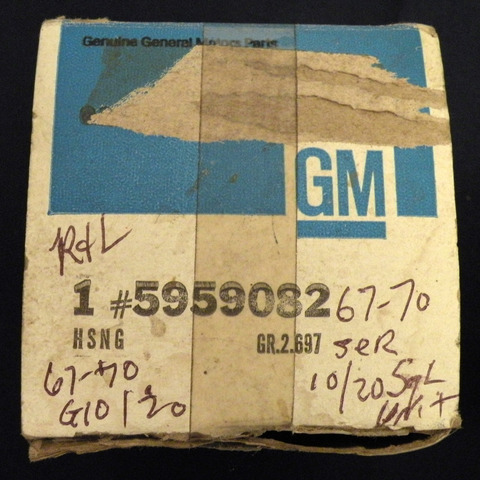 Genuine General Motors Parts
GM
R+L
1 #5959082 67-70
HSNG GR.2.697 SER
67-70 10/20 SgL
G10/20 UNIT